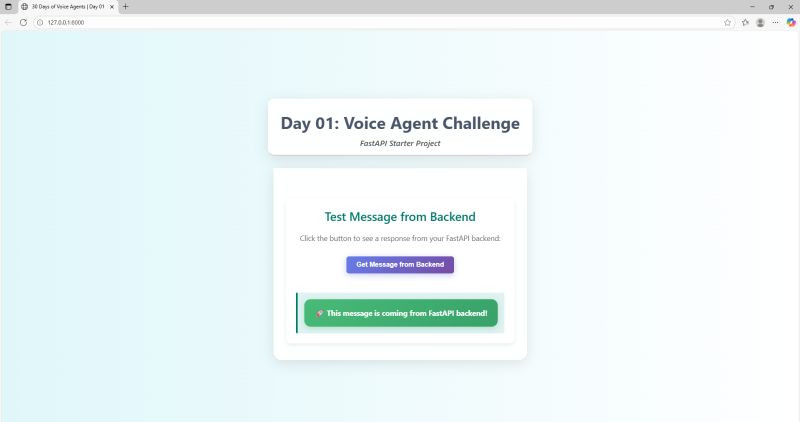 30 Days of Voice Agents | Day 01
127.0.0.1:8000
Day 01: Voice Agent Challenge
FastAPI Starter Project
Test Message from Backend
Click the button to see a response from your FastAPI backend:
Get Message from Backend
🚀 This message is coming from FastAPI backend!